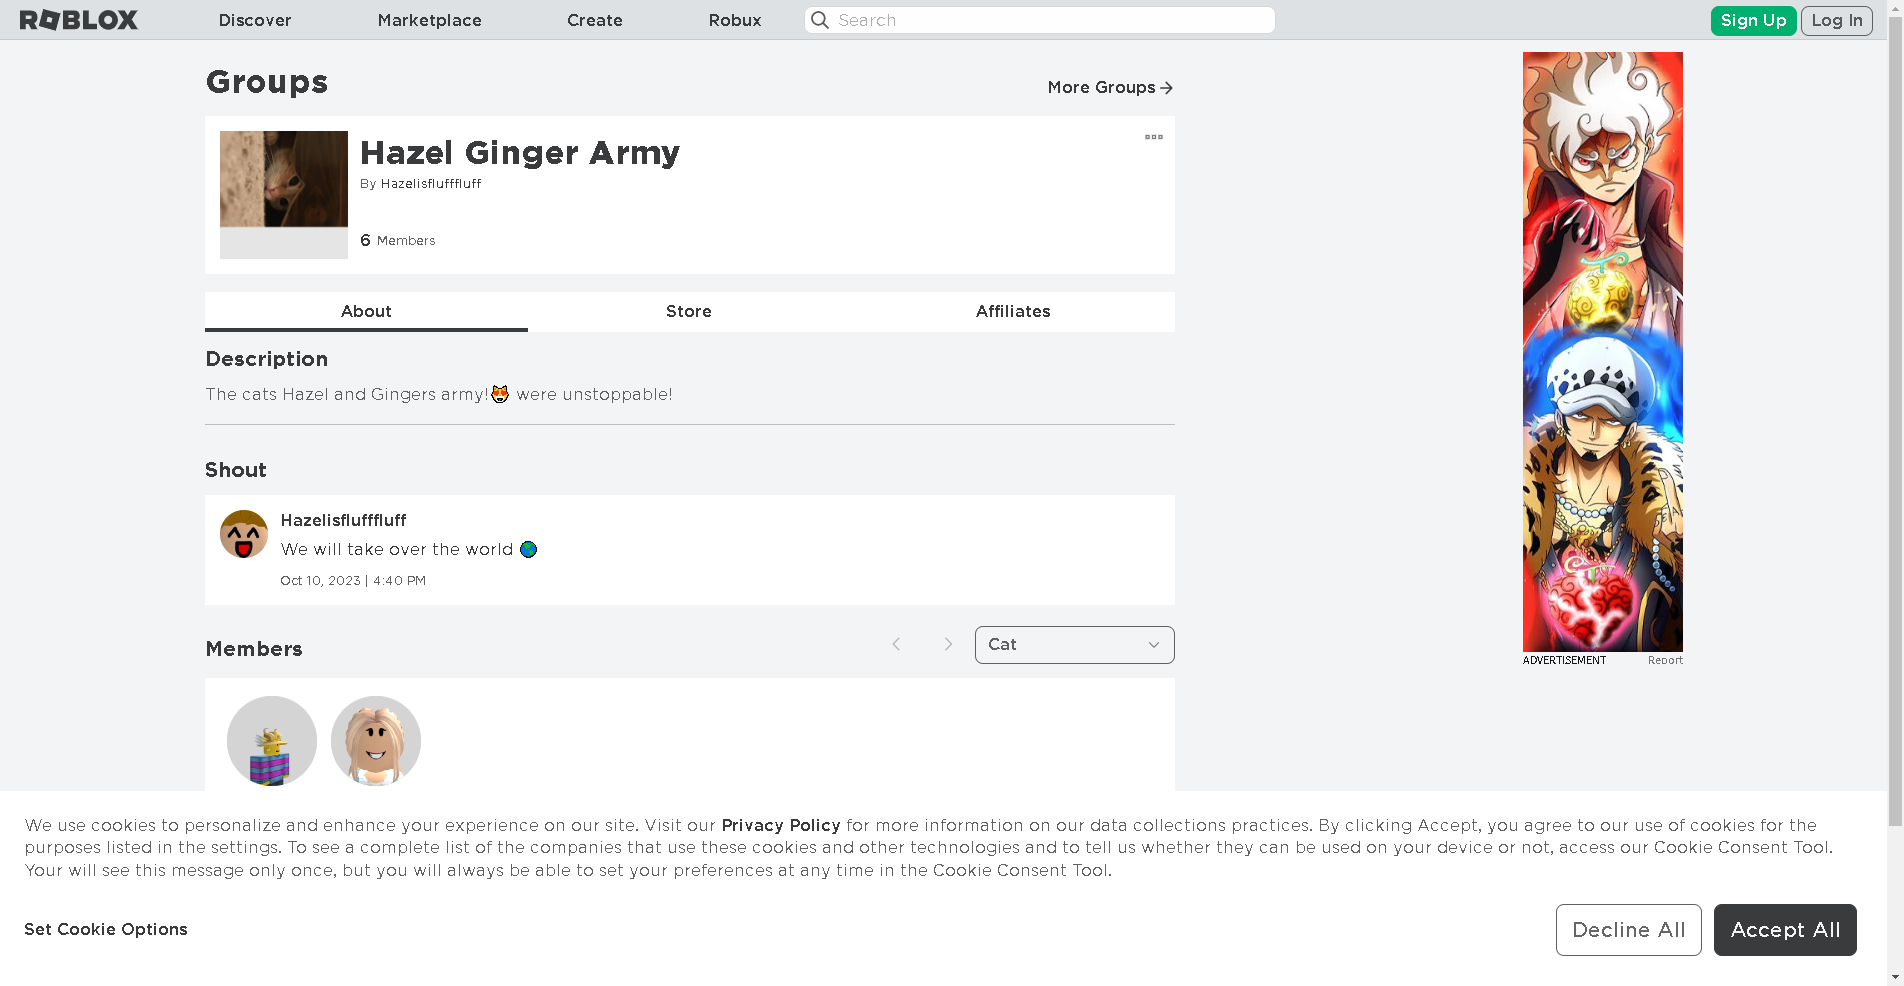 ROBLOX Discover Marketplace Create Robux Search Sign Up Log In
Groups
More Groups
Hazel Ginger Army
By Hazelisflufffluff
6 Members
About Store Affiliates
Description
The cats Hazel and Gingers army!😻 were unstoppable!
Shout
Hazelisflufffluff
We will take over the world 🌎
Oct 10, 2023 | 4:40 PM
Members
Cat
ADVERTISEMENT Report
We use cookies to personalize and enhance your experience on our site. Visit our Privacy Policy for more information on our data collections practices. By clicking Accept, you agree to our use of cookies for the
purposes listed in the settings. To see a complete list of the companies that use these cookies and other technologies and to tell us whether they can be used on your device or not, access our Cookie Consent Tool.
Your will see this message only once, but you will always be able to set your preferences at any time in the Cookie Consent Tool.
Set Cookie Options
Decline All Accept All